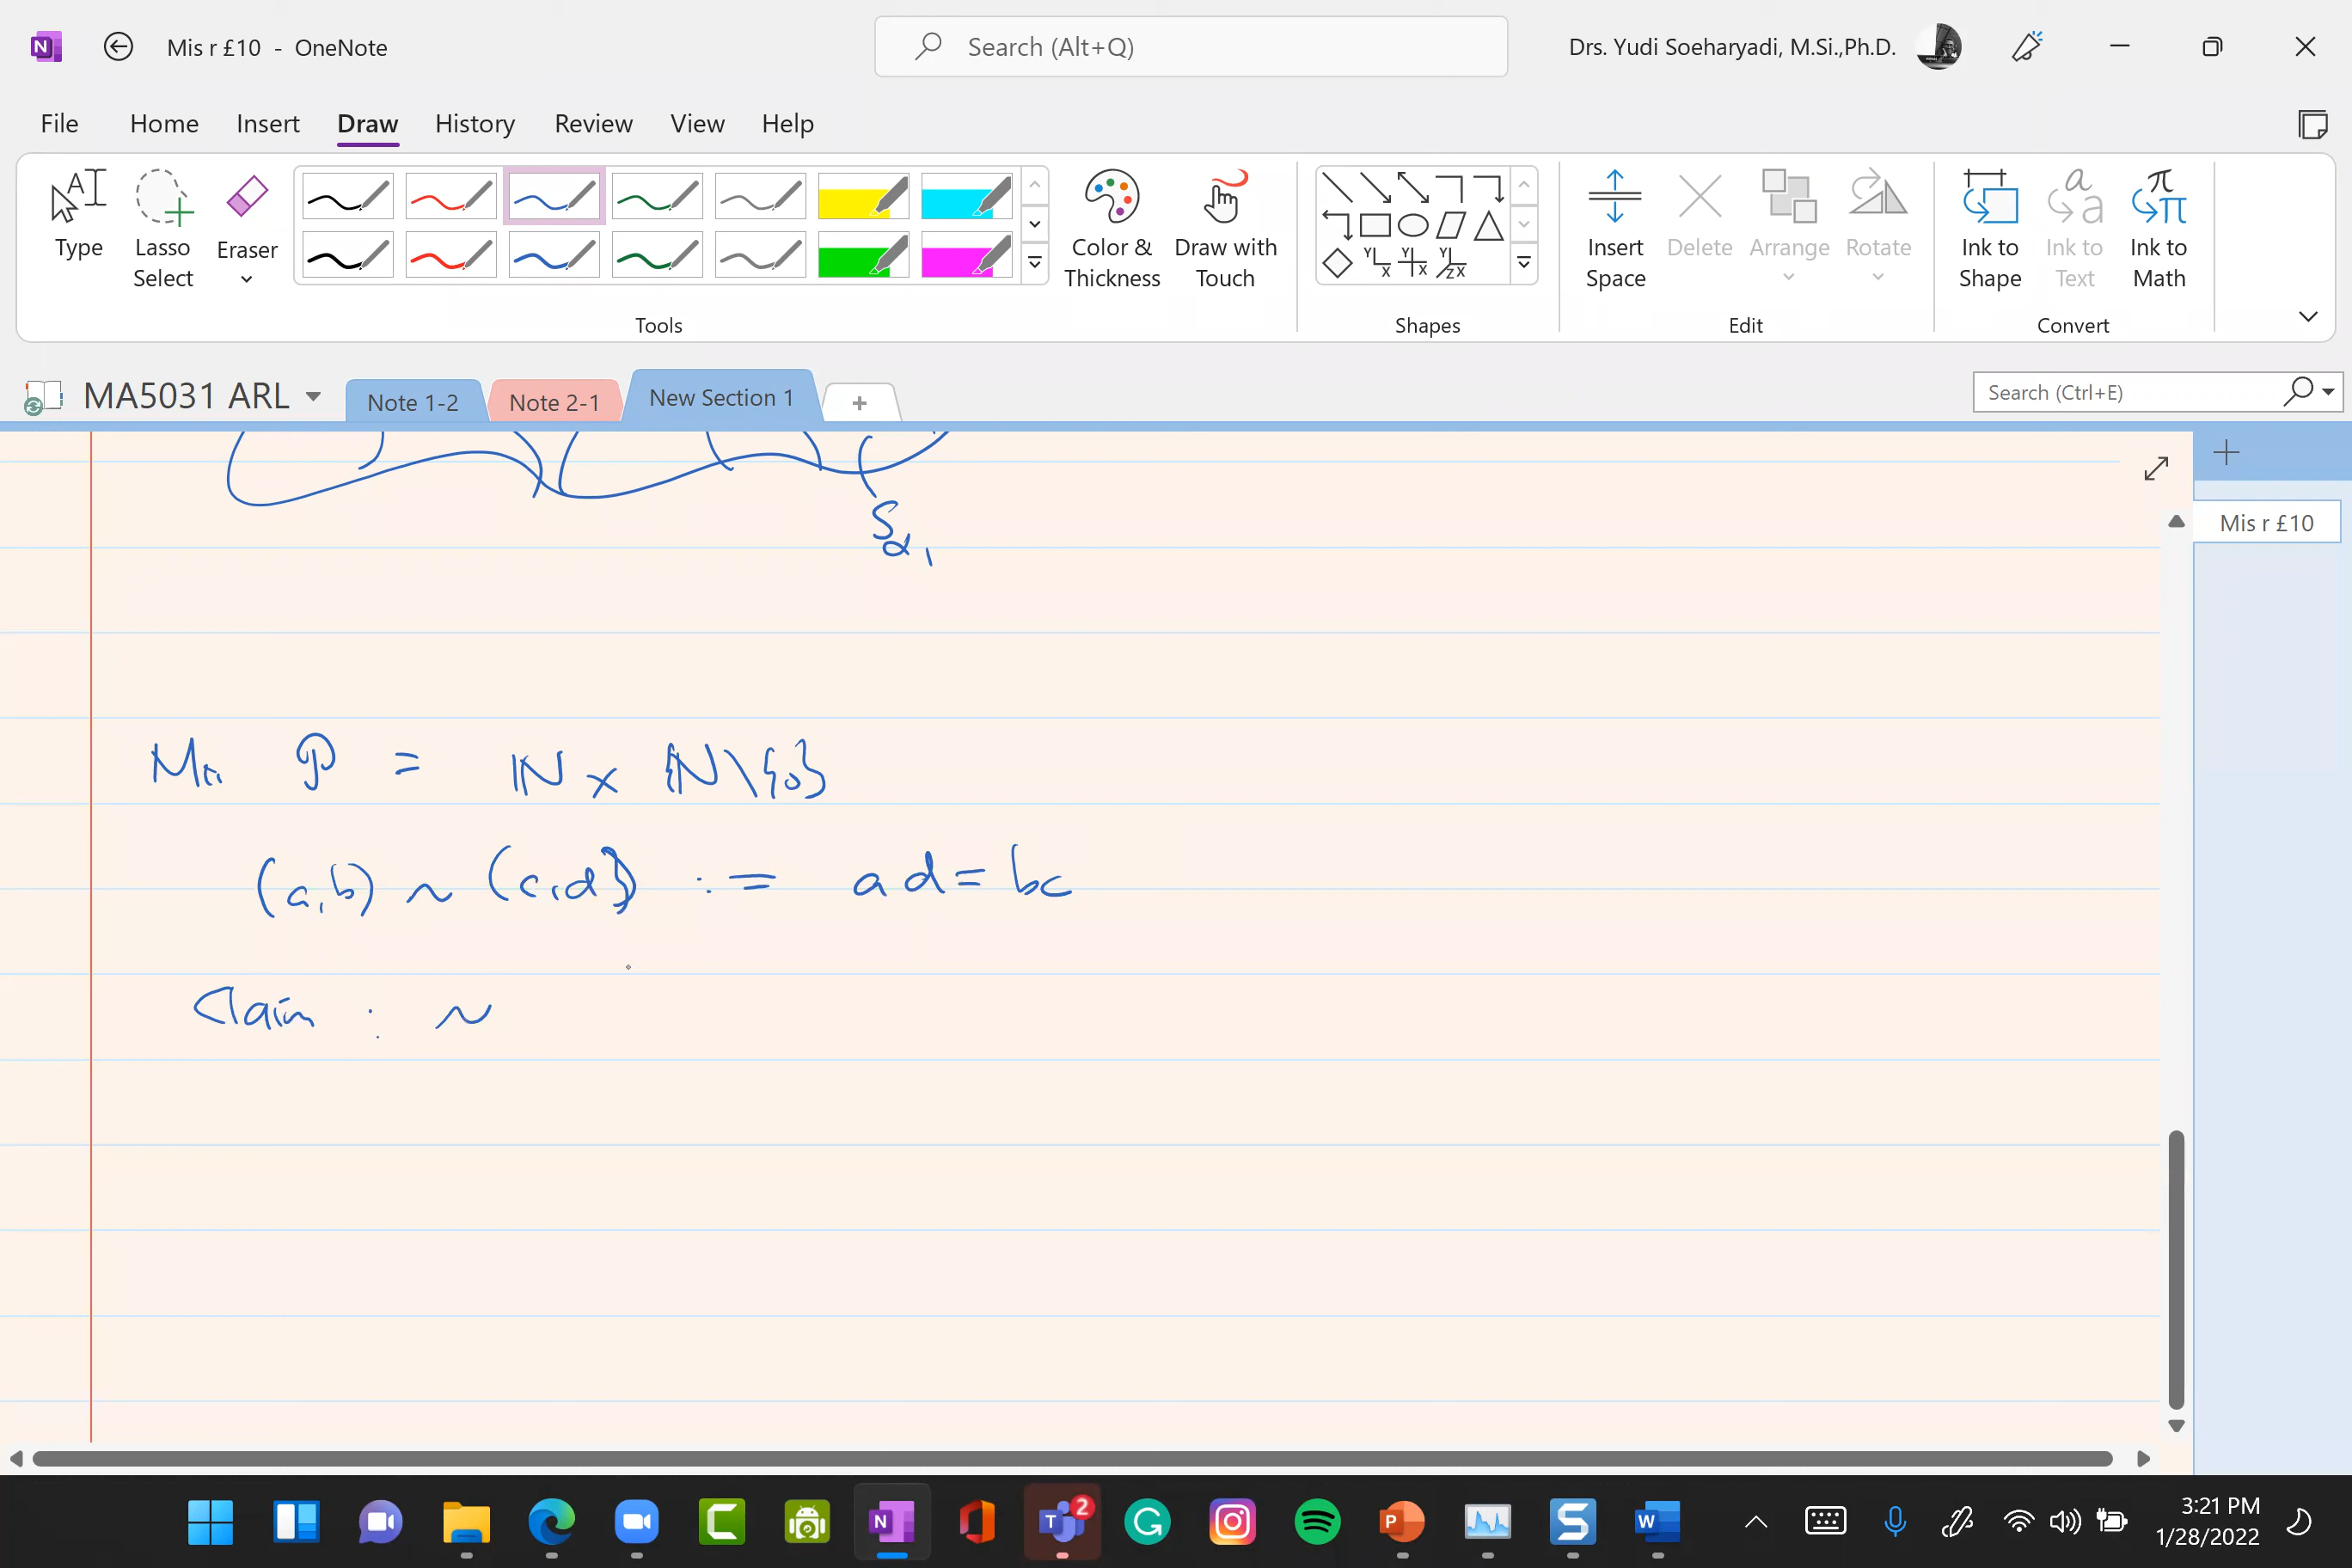 Mis r £10 - OneNote
Search (Alt+Q)
Drs. Yudi Soeharyadi, M.Si.,Ph.D.
File Home Insert Draw History Review View Help
Type
Lasso Select
Eraser
Color & Thickness
Draw with Touch
Insert Space
Delete
Arrange
Rotate
Ink to Shape
Ink to Text
Ink to Math
Tools
Shapes
Edit
Convert
MA5031 ARL
Note 1-2
Note 2-1
New Section 1
Search (Ctrl+E)
Mis r £10
S α 1
P = ℕ × ℕ\{0}
(a,b) ~ (c,d) := ad = bc
Claim : ~
2
3:21 PM
1/28/2022